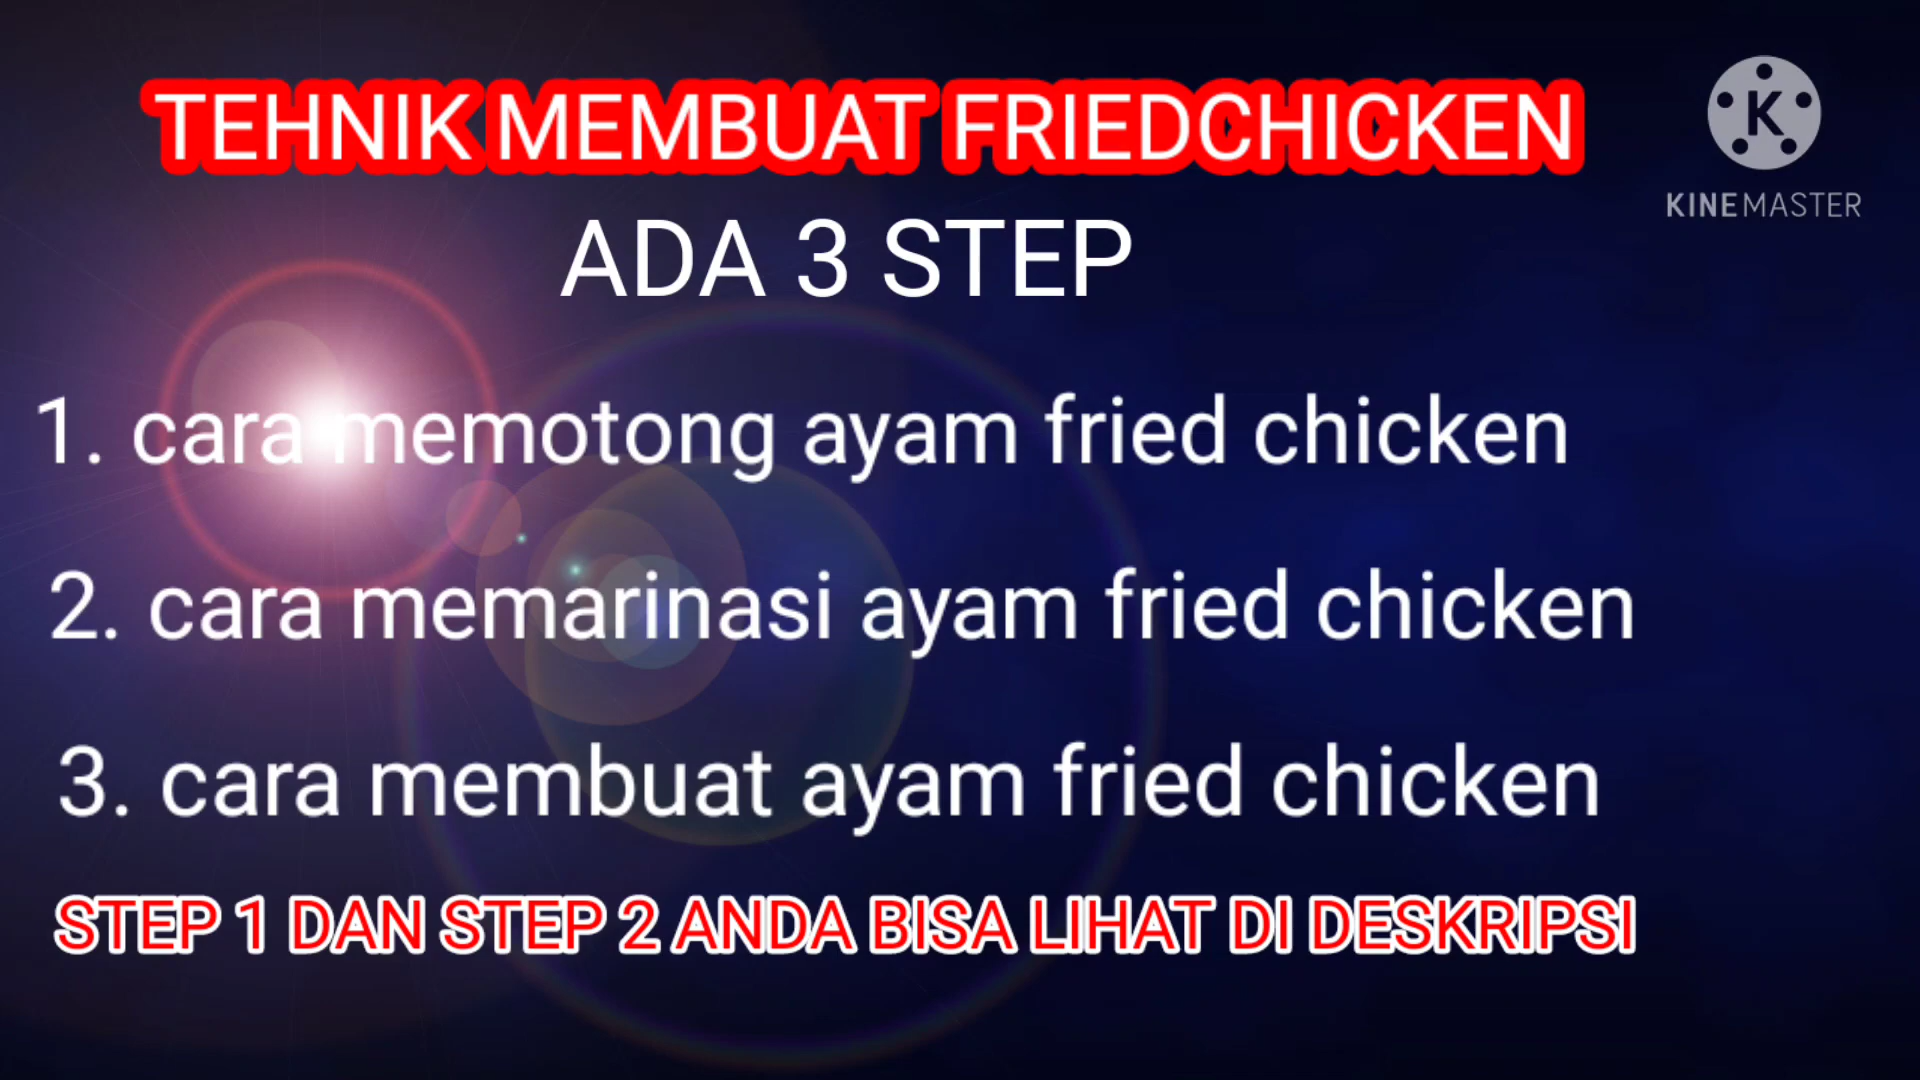 TEHNIK MEMBUAT FRIEDCHICKEN
K
KINEMASTER
ADA 3 STEP
1. cara memotong ayam fried chicken
2. cara memarinasi ayam fried chicken
3. cara membuat ayam fried chicken
STEP 1 DAN STEP 2 ANDA BISA LIHAT DI DESKRIPSI